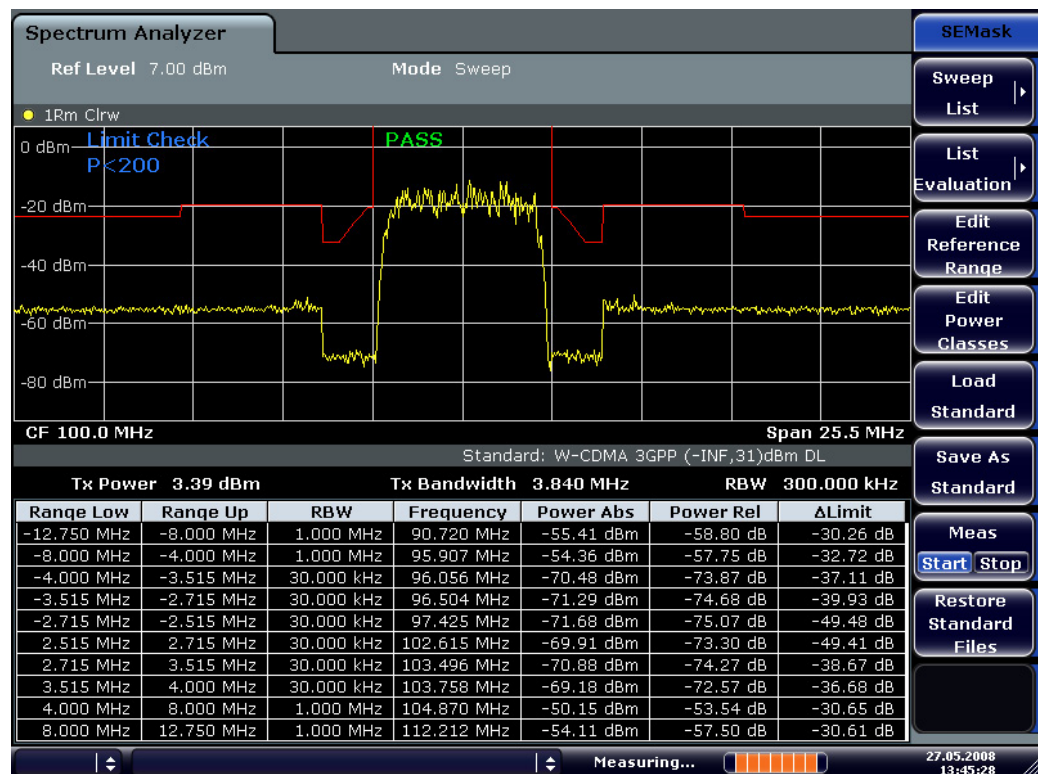 Spectrum Analyzer
Ref Level 7.00 dBm Mode Sweep
1Rm Clrw
Limit Check PASS
0 dBm
P<200
-20 dBm
-40 dBm
-60 dBm
-80 dBm
CF 100.0 MHz Span 25.5 MHz
Standard: W-CDMA 3GPP (-INF,31)dBm DL
Tx Power 3.39 dBm Tx Bandwidth 3.840 MHz RBW 300.000 kHz
Range Low Range Up RBW Frequency Power Abs Power Rel ΔLimit
-12.750 MHz -8.000 MHz 1.000 MHz 90.720 MHz -55.41 dBm -58.80 dB -30.26 dB
-8.000 MHz -4.000 MHz 1.000 MHz 95.907 MHz -54.36 dBm -57.75 dB -32.72 dB
-4.000 MHz -3.515 MHz 30.000 kHz 96.056 MHz -70.48 dBm -73.87 dB -37.11 dB
-3.515 MHz -2.715 MHz 30.000 kHz 96.504 MHz -71.29 dBm -74.68 dB -39.93 dB
-2.715 MHz -2.515 MHz 30.000 kHz 97.425 MHz -71.68 dBm -75.07 dB -49.48 dB
2.515 MHz 2.715 MHz 30.000 kHz 102.615 MHz -69.91 dBm -73.30 dB -49.41 dB
2.715 MHz 3.515 MHz 30.000 kHz 103.496 MHz -70.88 dBm -74.27 dB -38.67 dB
3.515 MHz 4.000 MHz 30.000 kHz 103.758 MHz -69.18 dBm -72.57 dB -36.68 dB
4.000 MHz 8.000 MHz 1.000 MHz 104.870 MHz -50.15 dBm -53.54 dB -30.65 dB
8.000 MHz 12.750 MHz 1.000 MHz 112.212 MHz -54.11 dBm -57.50 dB -30.61 dB
Measuring...
SEMask
Sweep
List
List
Evaluation
Edit
Reference
Range
Edit
Power
Classes
Load
Standard
Save As
Standard
Meas
Start Stop
Restore
Standard
Files
27.05.2008
13:45:28